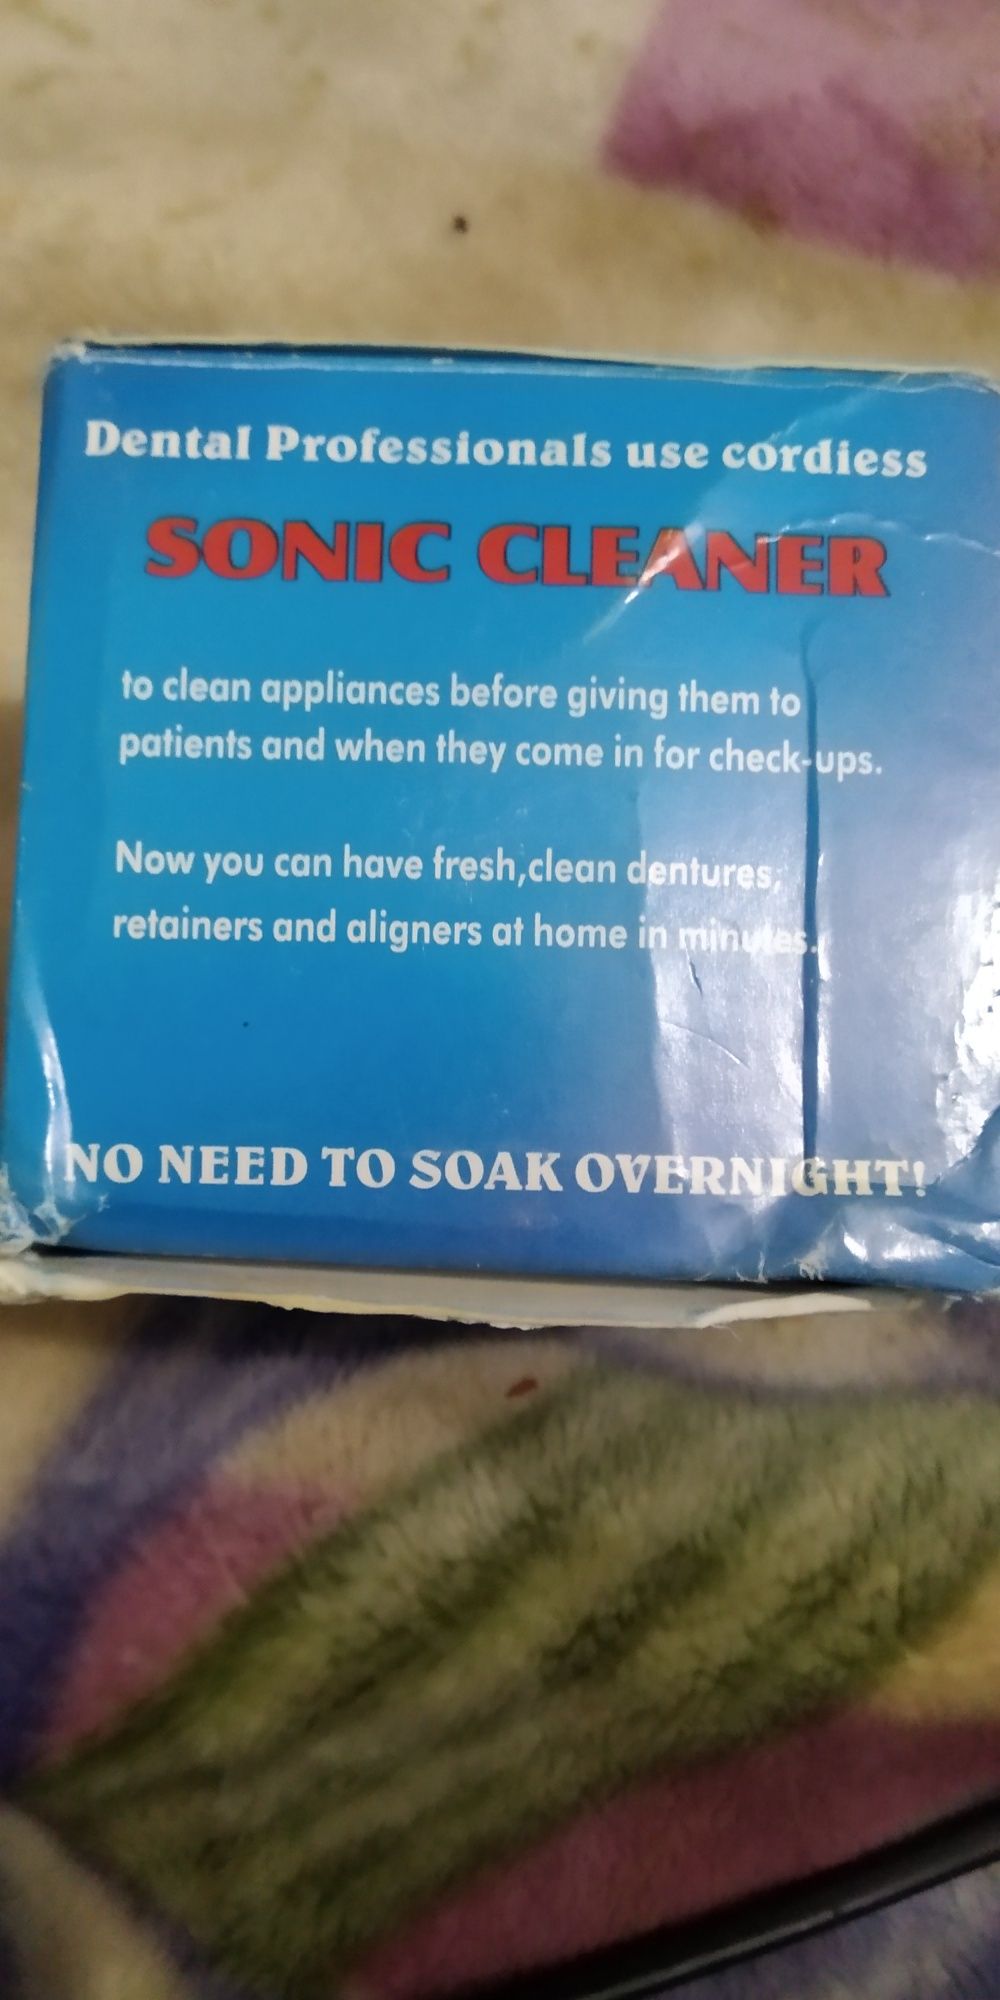 Dental Professionals use cordiess
SONIC CLEANER
to clean appliances before giving them to
patients and when they come in for check-ups.
Now you can have fresh,clean dentures,
retainers and aligners at home in minutes.
NO NEED TO SOAK OVERNIGHT!